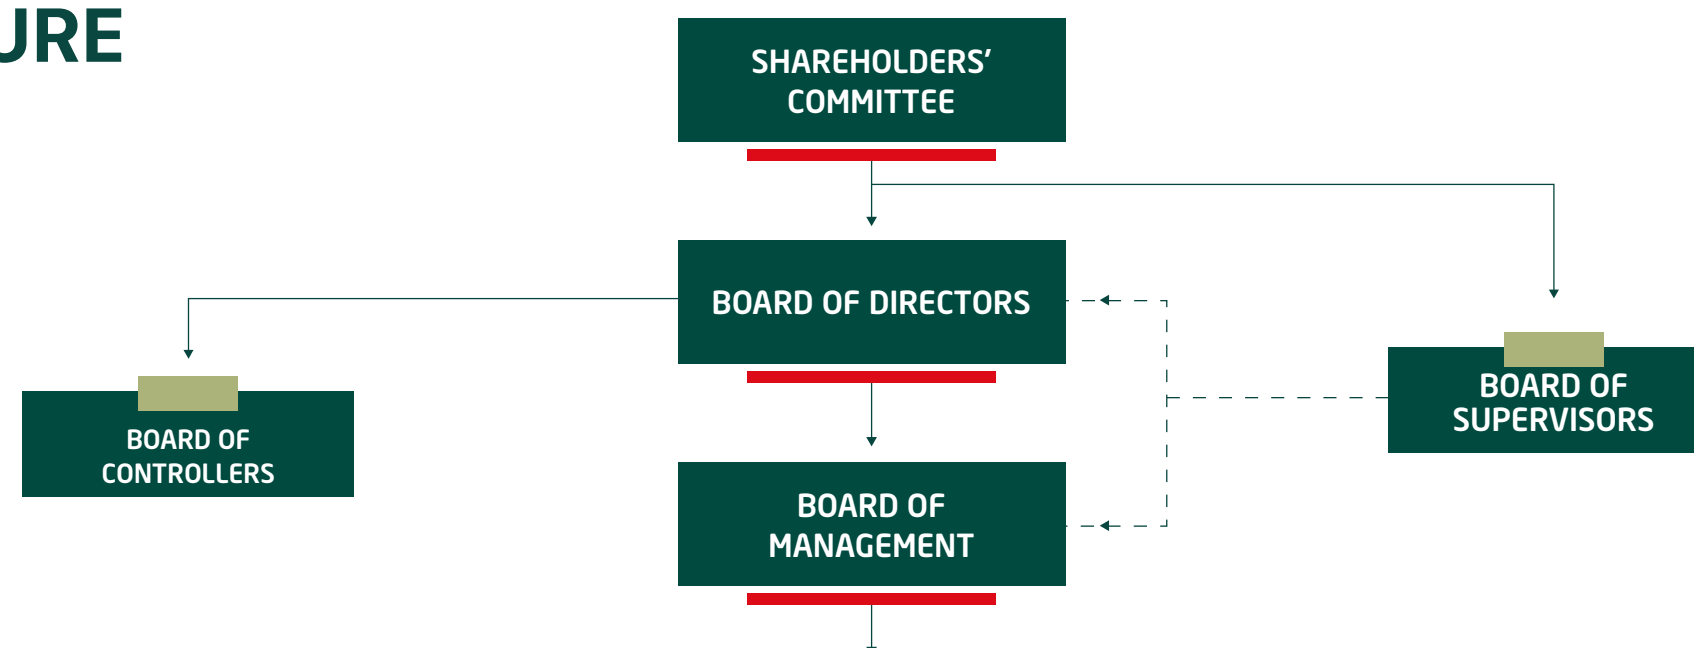 URE
SHAREHOLDERS’
COMMITTEE
BOARD OF DIRECTORS
BOARD OF
SUPERVISORS
BOARD OF
CONTROLLERS
BOARD OF
MANAGEMENT